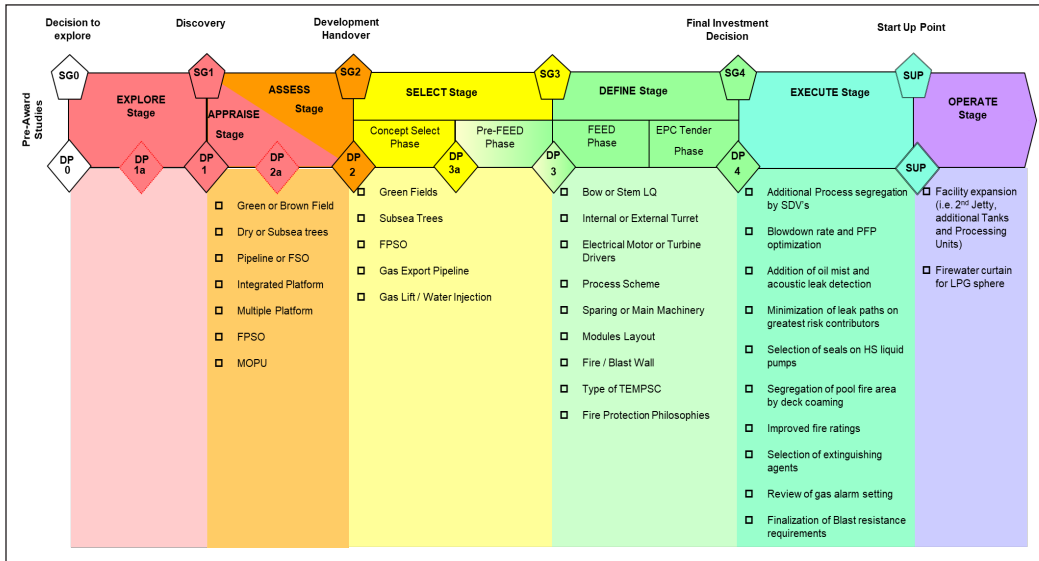 Decision to
explore
Discovery
Development
Handover
Final Investment
Decision
Start Up Point
Pre-Award
Studies
SG0
SG1
SG2
SG3
SG4
SUP
EXPLORE
Stage
APPRAISE
Stage
ASSESS
Stage
SELECT Stage
DEFINE Stage
EXECUTE Stage
OPERATE
Stage
Concept Select
Phase
Pre-FEED
Phase
FEED
Phase
EPC Tender
Phase
DP
0
DP
1a
DP
1
DP
2a
DP
2
DP
3a
DP
3
DP
4
SUP
Green or Brown Field
Dry or Subsea trees
Pipeline or FSO
Integrated Platform
Multiple Platform
FPSO
MOPU
Green Fields
Subsea Trees
FPSO
Gas Export Pipeline
Gas Lift / Water Injection
Bow or Stem LQ
Internal or External Turret
Electrical Motor or Turbine
Drivers
Process Scheme
Sparing or Main Machinery
Modules Layout
Fire / Blast Wall
Type of TEMPSC
Fire Protection Philosophies
Additional Process segregation
by SDV's
Blowdown rate and PFP
optimization
Addition of oil mist and
acoustic leak detection
Minimization of leak paths on
greatest risk contributors
Selection of seals on HS liquid
pumps
Segregation of pool fire area
by deck coaming
Improved fire ratings
Selection of extinguishing
agents
Review of gas alarm setting
Finalization of Blast resistance
requirements
Facility expansion
(i.e. 2nd Jetty,
additional Tanks
and Processing
Units)
Firewater curtain
for LPG sphere